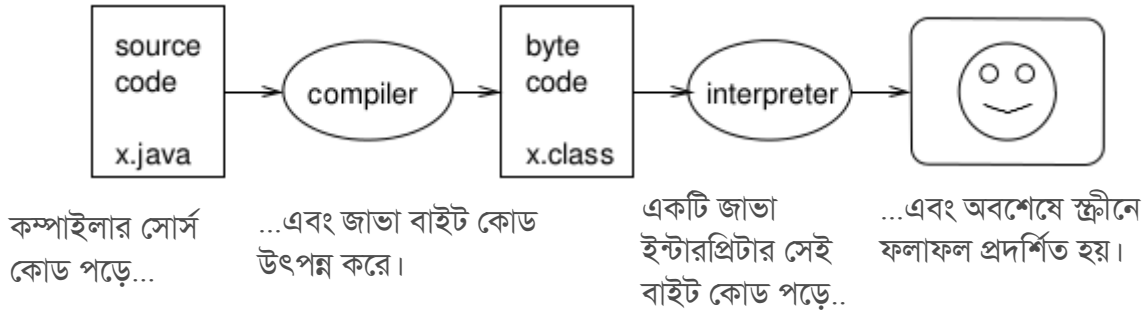 source
code
x.java
compiler
byte
code
x.class
interpreter
কম্পাইলার সোর্স
কোড পড়ে...
...এবং জাভা বাইট কোড
উৎপন্ন করে।
একটি জাভা
ইন্টারপ্রিটার সেই
বাইট কোড পড়ে..
...এবং অবশেষে স্ক্রীনে
ফলাফল প্রদর্শিত হয়।